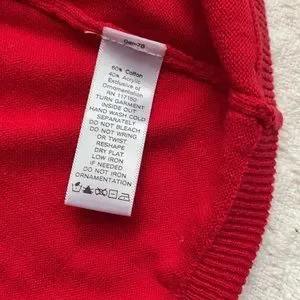 60% Cotton
40% Acrylic
Exclusive of
Ornamentation
RN 117150
TURN GARMENT
INSIDE OUT
HAND WASH COLD
SEPARATELY
DO NOT BLEACH
DO NOT WRING
OR TWIST
RESHAPE
DRY FLAT
LOW IRON
IF NEEDED
DO NOT IRON
ORNAMENTATION